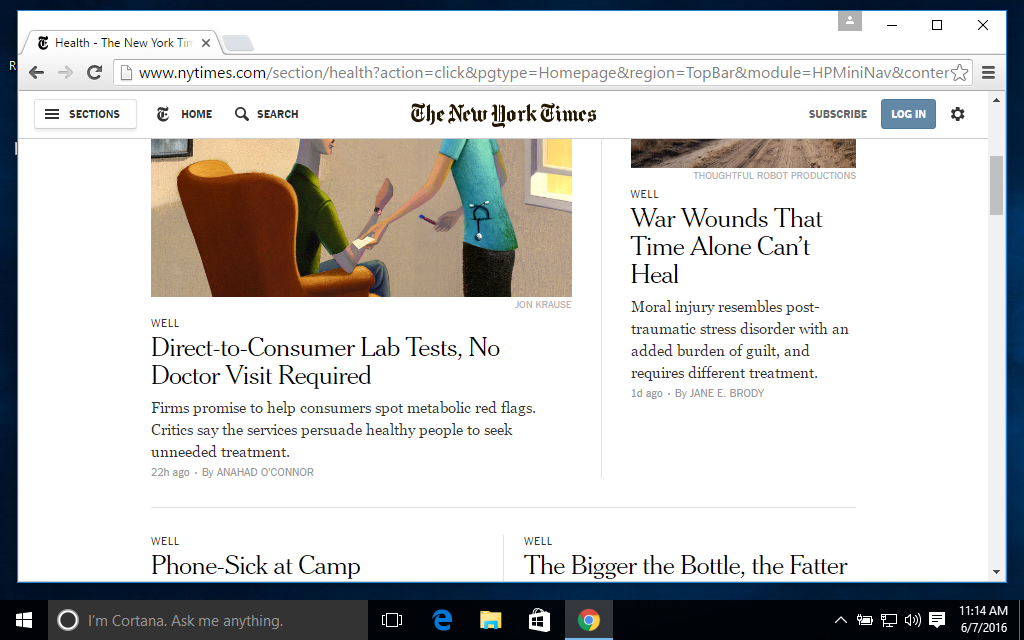 R
Health - The New York Tin
www.nytimes.com/section/health?action=click&pgtype=Homepage&region=TopBar&module=HPMiniNav&conter
SECTIONS
HOME
SEARCH
The New York Times
SUBSCRIBE
LOG IN
THOUGHTFUL ROBOT PRODUCTIONS
WELL
War Wounds That
Time Alone Can't
Heal
Moral injury resembles post-
traumatic stress disorder with an
added burden of guilt, and
requires different treatment.
1d ago · By JANE E. BRODY
JON KRAUSE
WELL
Direct-to-Consumer Lab Tests, No
Doctor Visit Required
Firms promise to help consumers spot metabolic red flags.
Critics say the services persuade healthy people to seek
unneeded treatment.
22h ago · By ANAHAD O'CONNOR
WELL
Phone-Sick at Camp
WELL
The Bigger the Bottle, the Fatter
I'm Cortana. Ask me anything.
11:14 AM
6/7/2016